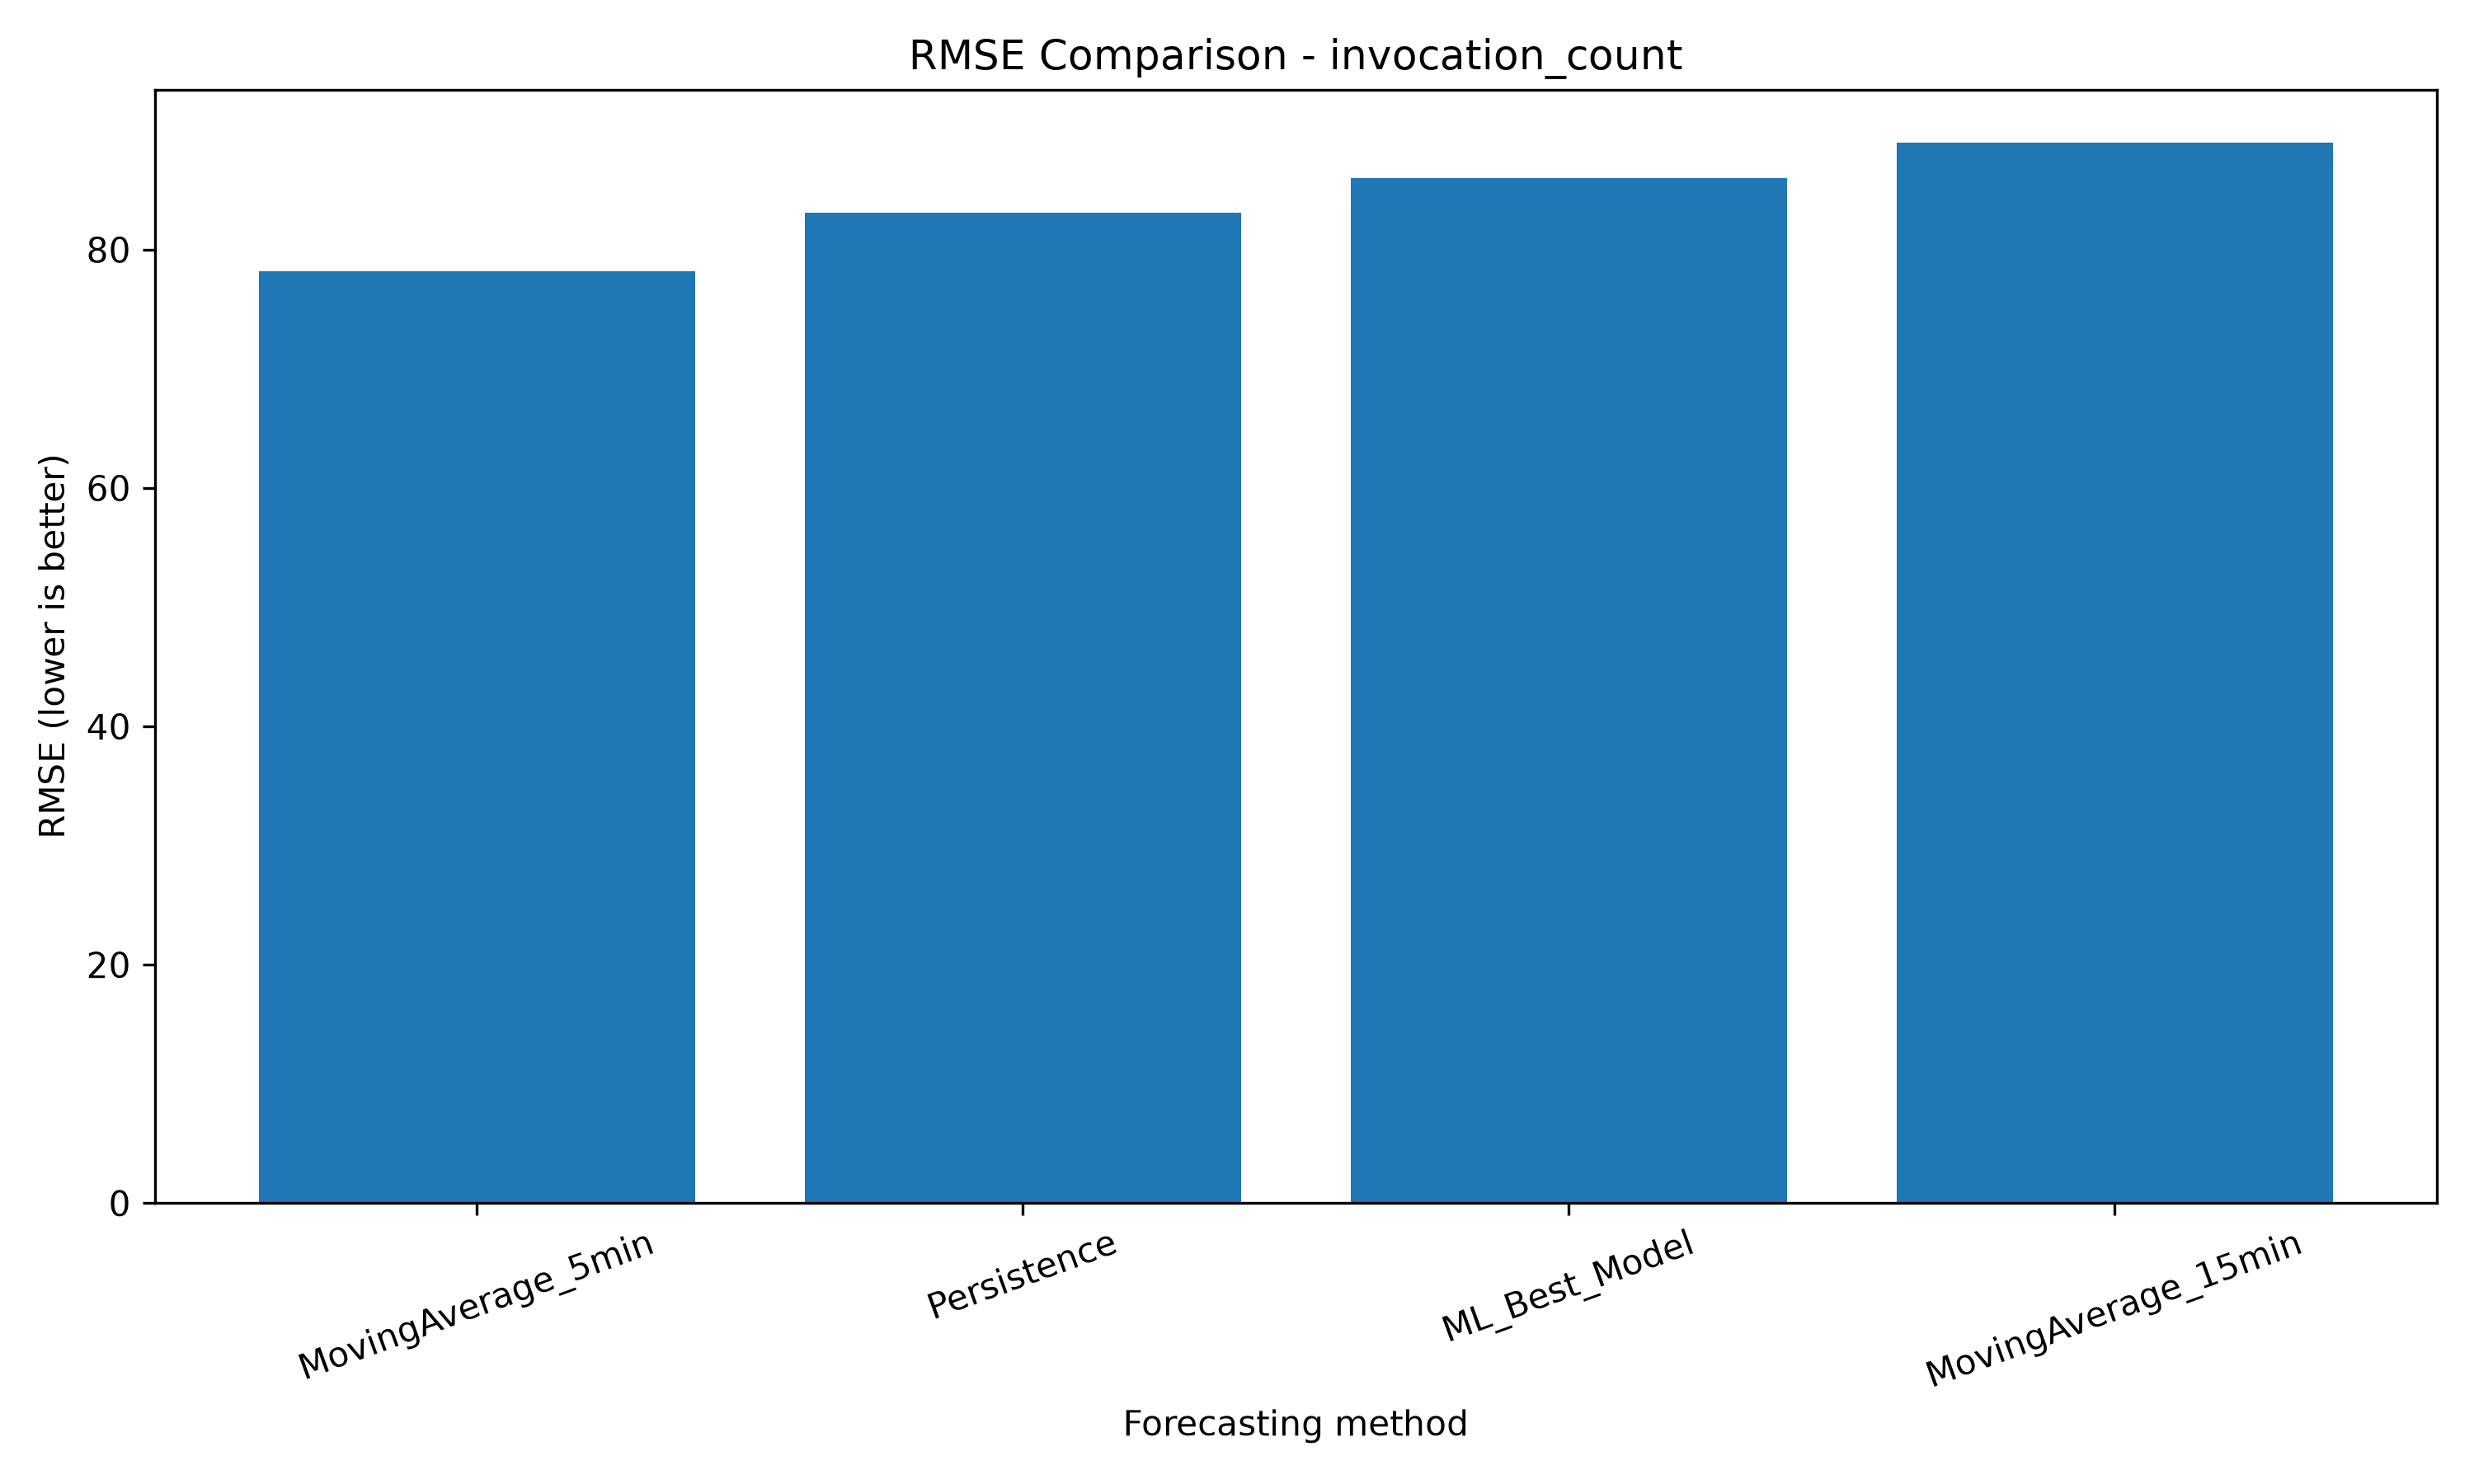 RMSE Comparison - invocation_count
RMSE (lower is better)
80
60
40
20
0
MovingAverage_5min
Persistence
ML_Best_Model
MovingAverage_15min
Forecasting method